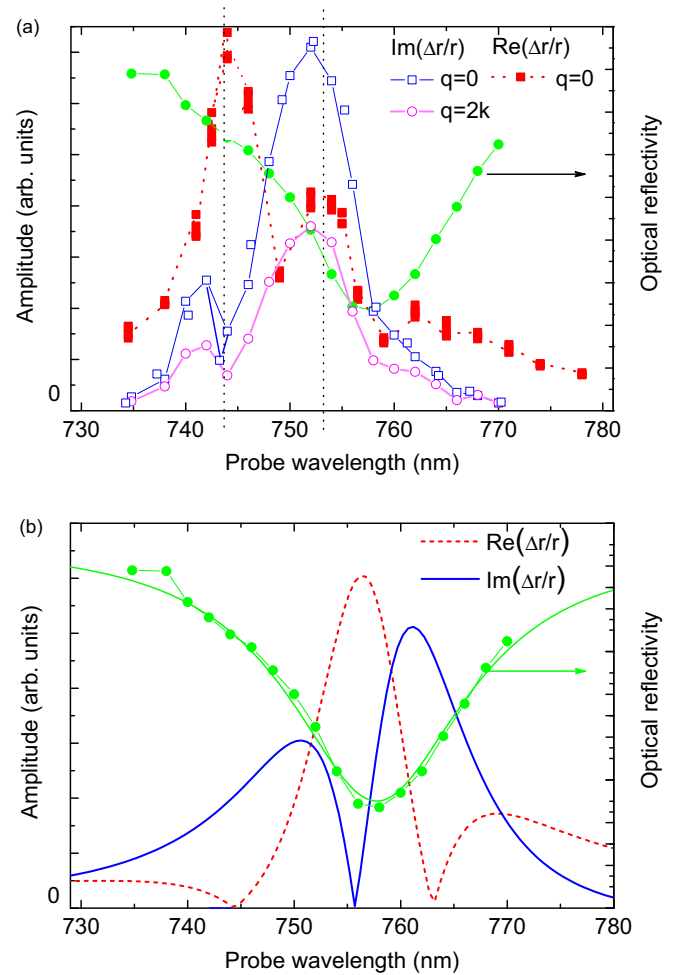 (a)
Im(Δr/r) Re(Δr/r)
q=0 q=0
q=2k
Amplitude (arb. units)
Optical reflectivity
0
730 740 750 760 770 780
Probe wavelength (nm)
(b)
Re(Δr/r)
Im(Δr/r)
Amplitude (arb. units)
Optical reflectivity
0
730 740 750 760 770 780
Probe wavelength (nm)